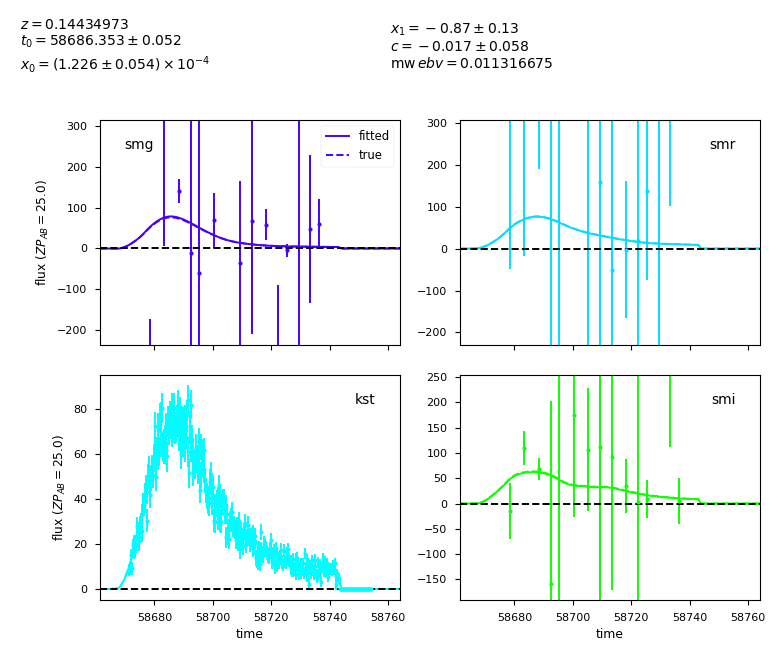 z = 0.14434973
t₀ = 58686.353 ± 0.052
x₀ = (1.226 ± 0.054) × 10⁻⁴
x₁ = −0.87 ± 0.13
c = −0.017 ± 0.058
mw ebv = 0.011316675
smg
fitted
true
300
200
100
0
−100
−200
flux (ZP_AB = 25.0)
smr
300
200
100
0
−100
−200
kst
80
60
40
20
0
flux (ZP_AB = 25.0)
58680 58700 58720 58740 58760
time
smi
250
200
150
100
50
0
−50
−100
−150
58680 58700 58720 58740 58760
time